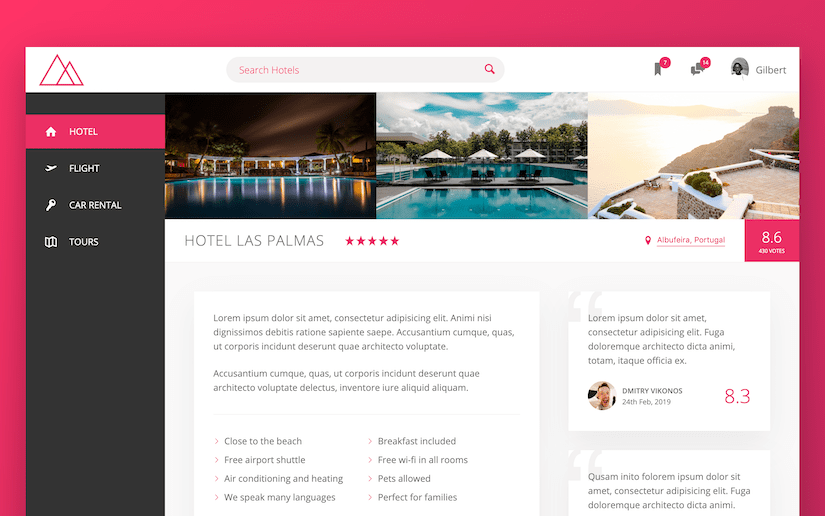 Search Hotels
7
14
Gilbert
HOTEL
FLIGHT
CAR RENTAL
TOURS
HOTEL LAS PALMAS
Albufeira, Portugal
8.6
430 VOTES
Lorem ipsum dolor sit amet, consectetur adipisicing elit. Animi nisi
dignissimos debitis ratione sapiente saepe. Accusantium cumque, quas,
ut corporis incidunt deserunt quae architecto voluptate.
Accusantium cumque, quas, ut corporis incidunt deserunt quae
architecto voluptate delectus, inventore iure aliquid aliquam.
Close to the beach
Breakfast included
Free airport shuttle
Free wi-fi in all rooms
Air conditioning and heating
Pets allowed
We speak many languages
Perfect for families
Lorem ipsum dolor sit amet,
consectetur adipisicing elit. Fuga
doloremque architecto dicta animi,
totam, itaque officia ex.
DMITRY VIKONOS
24th Feb, 2019
8.3
Qusam inito folorem ipsum dolor sit
amet, consectetur adipisicing elit.
Fuga doloremque architecto dicta